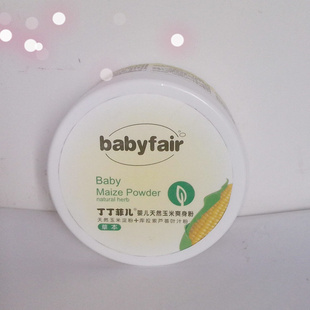 babyfair
Baby
Maize Powder
natural herb
丁丁菲儿 婴儿天然玉米爽身粉
草本